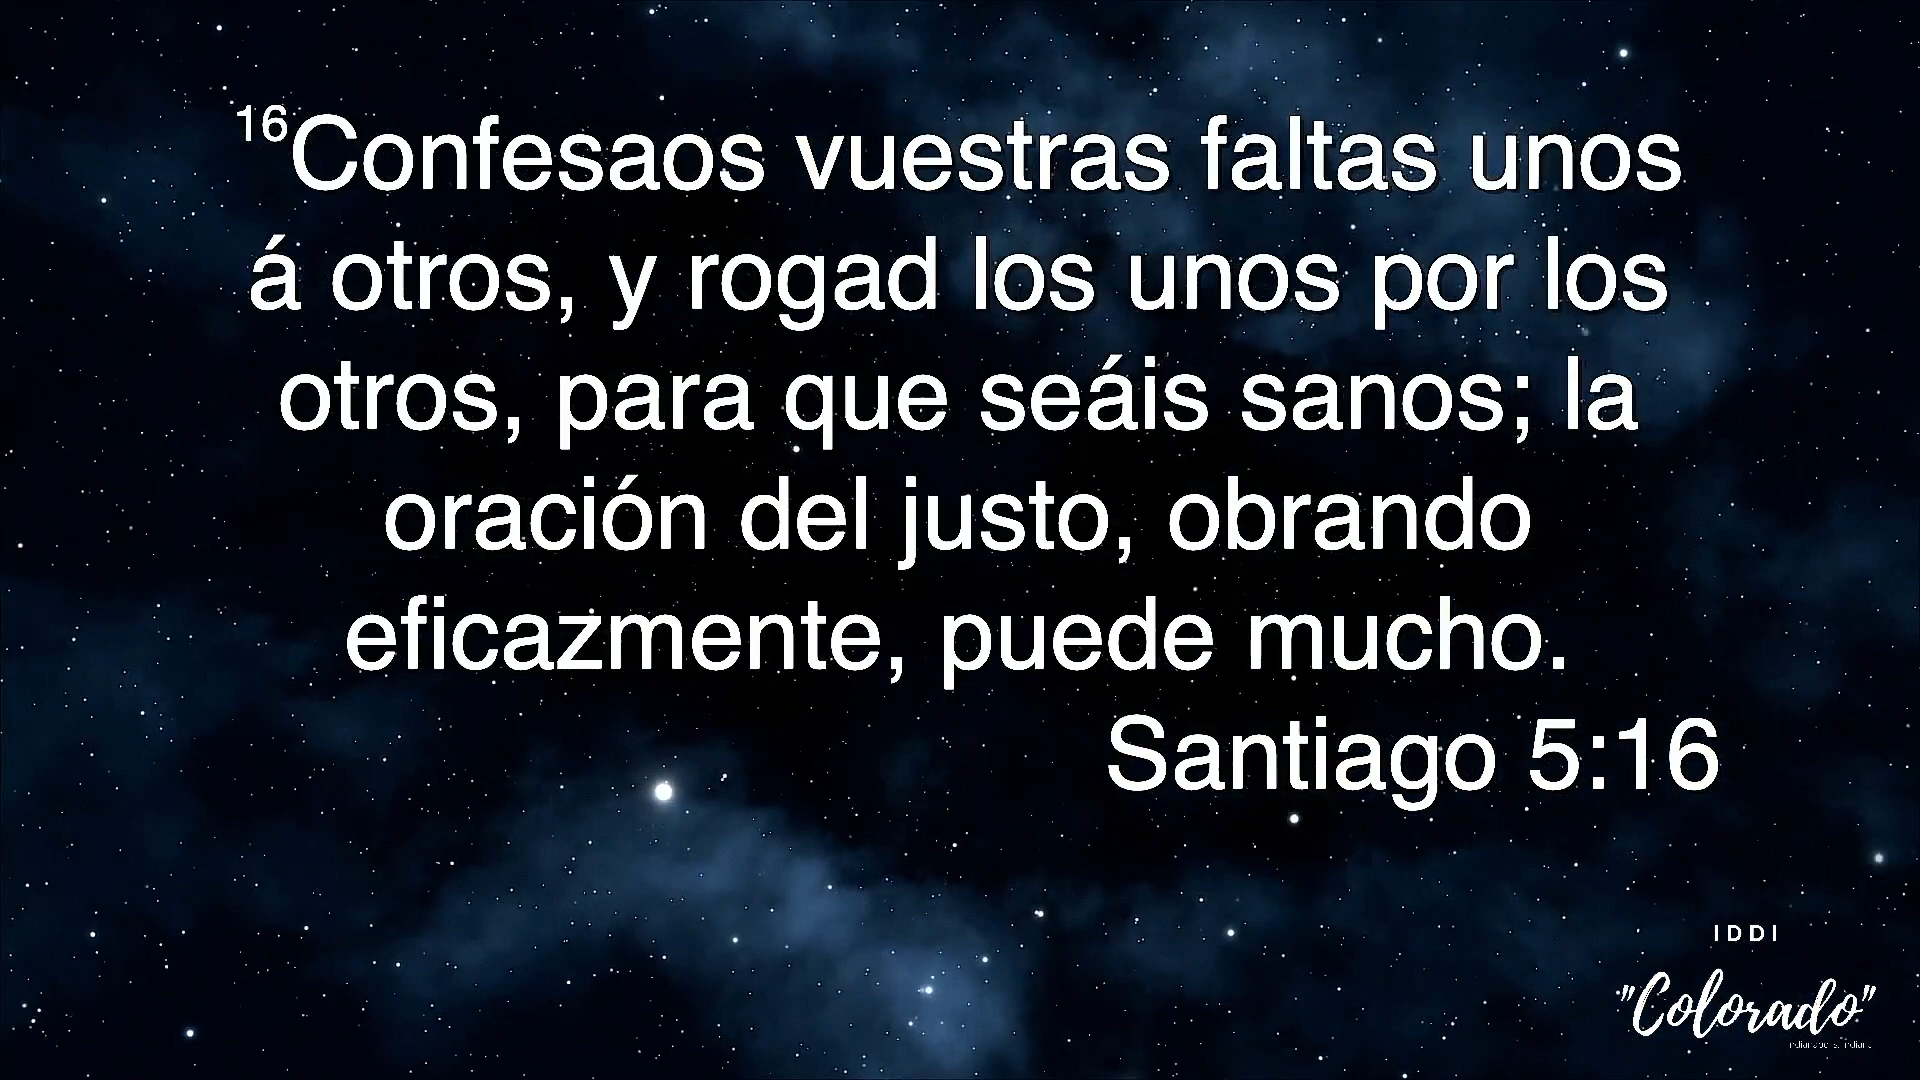 16Confesaos vuestras faltas unos
á otros, y rogad los unos por los
otros, para que seáis sanos; la
oración del justo, obrando
eficazmente, puede mucho.
Santiago 5:16
IDDI
"Colorado"